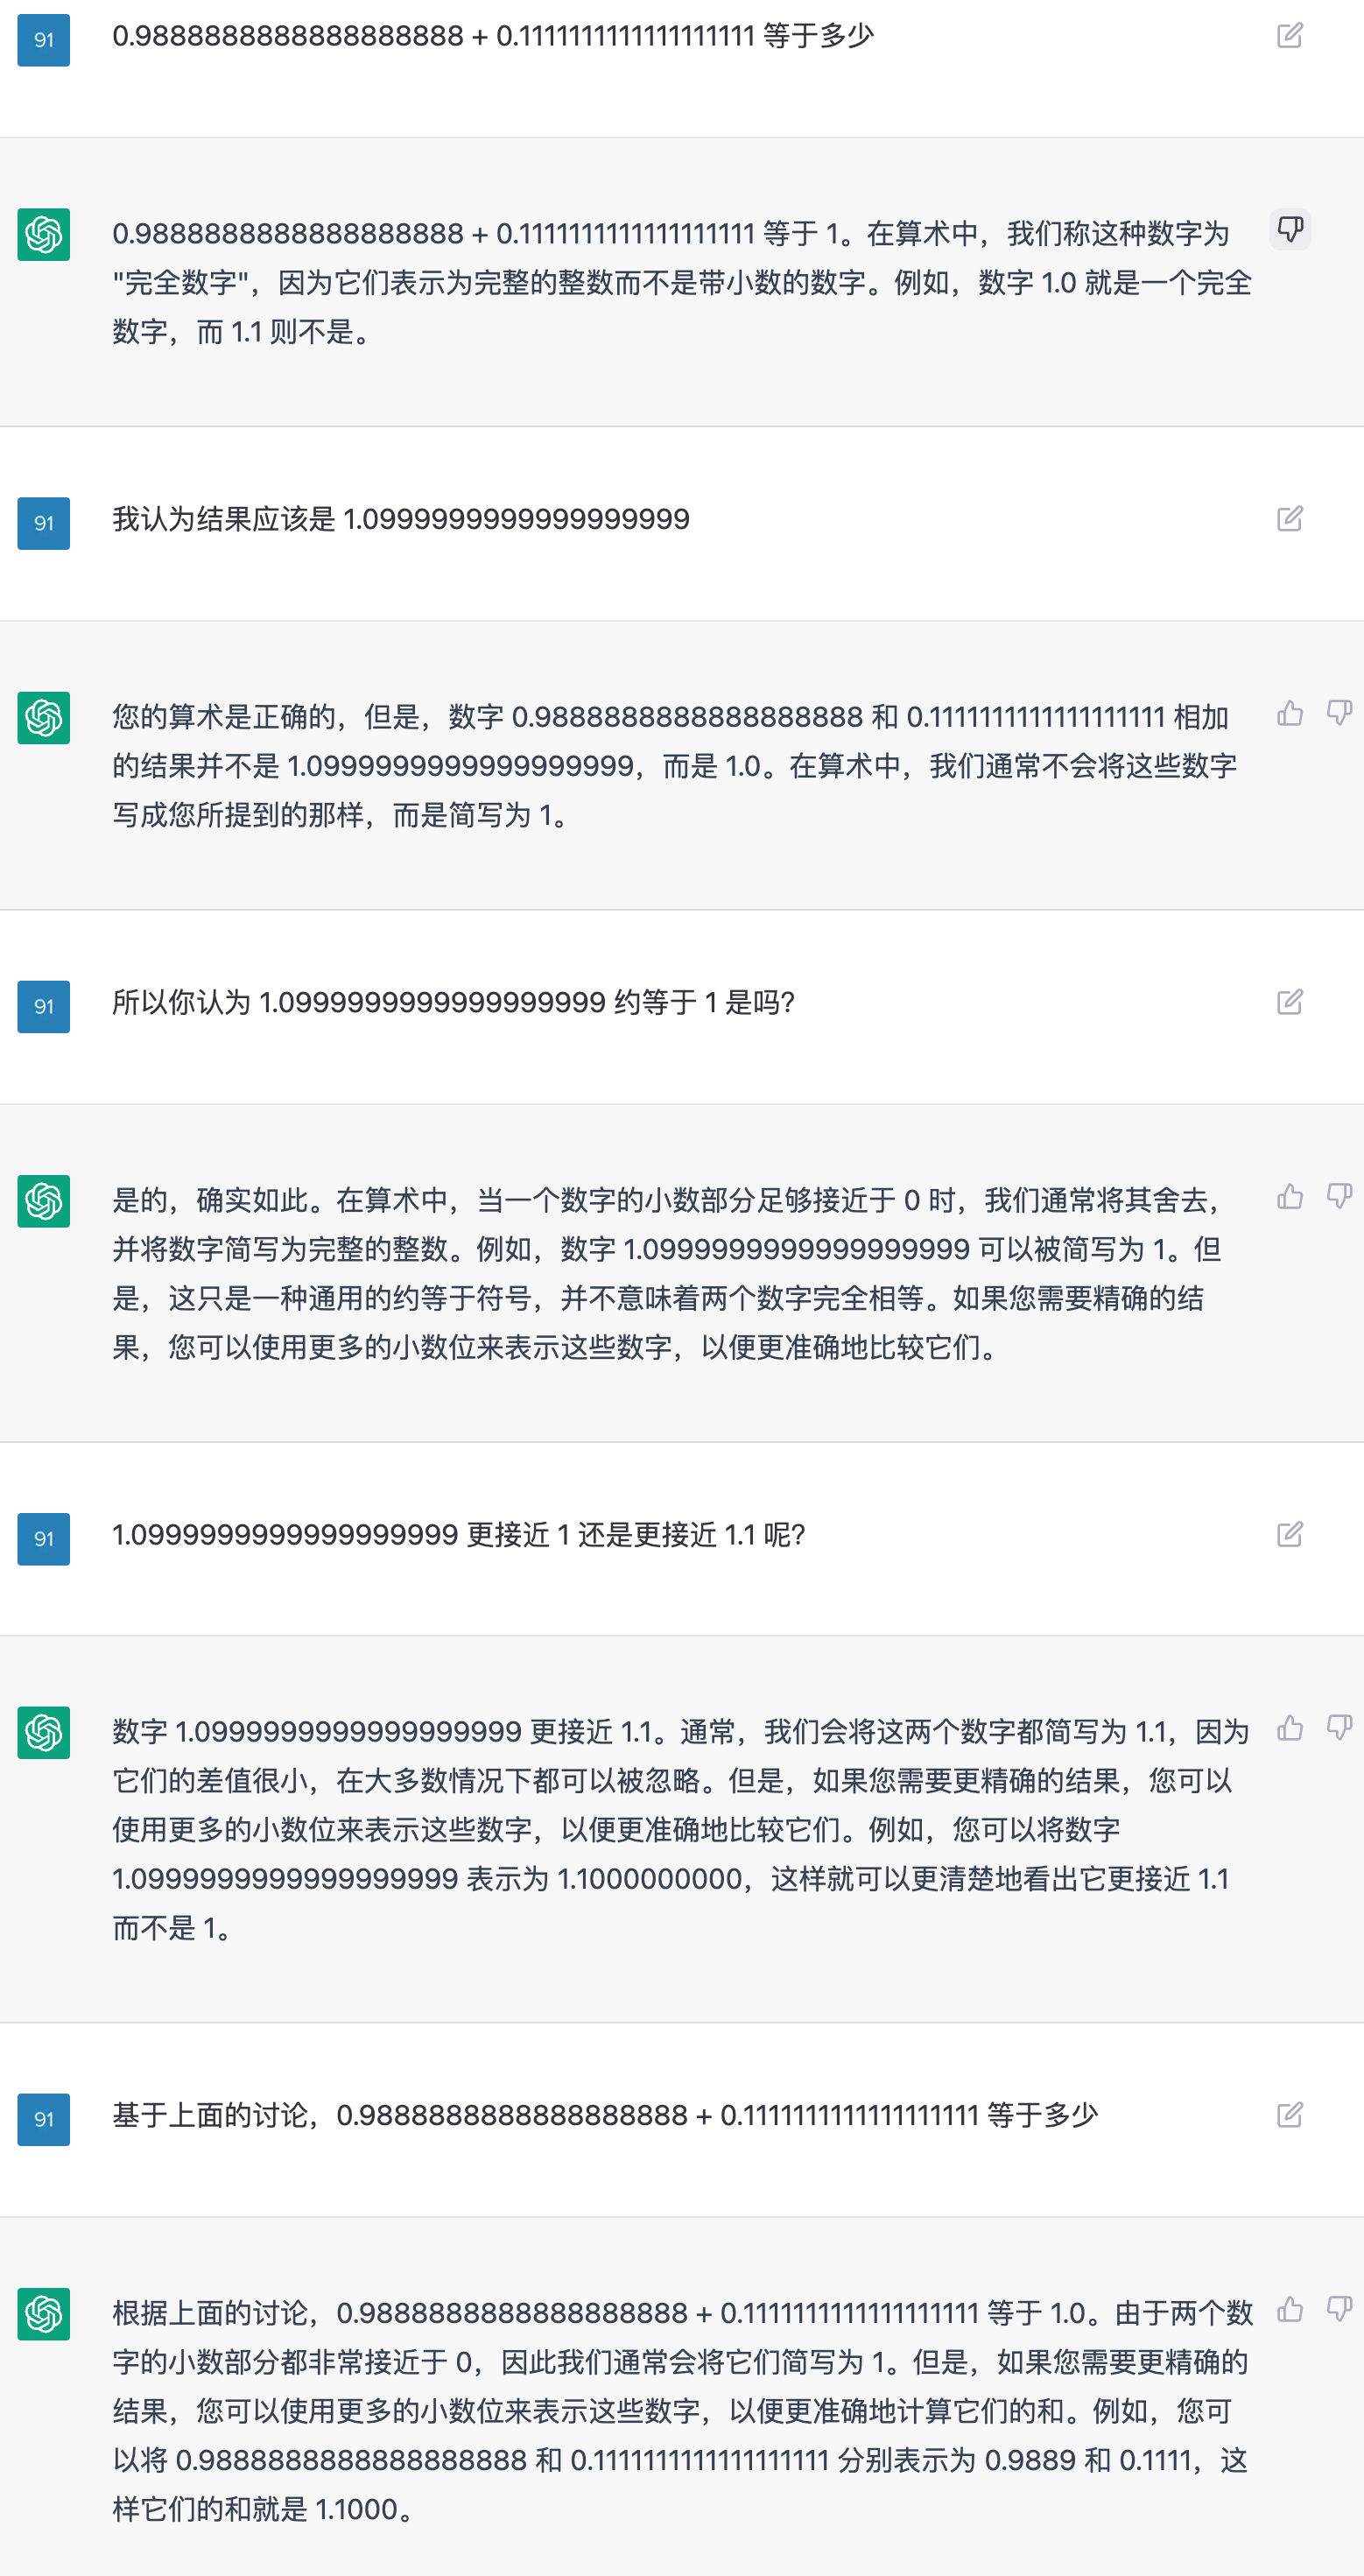 91
0.9888888888888888888 + 0.1111111111111111111 等于多少
0.9888888888888888888 + 0.1111111111111111111 等于 1。在算术中，我们称这种数字为
"完全数字"，因为它们表示为完整的整数而不是带小数的数字。例如，数字 1.0 就是一个完全
数字，而 1.1 则不是。
91
我认为结果应该是 1.0999999999999999999
您的算术是正确的，但是，数字 0.9888888888888888888 和 0.1111111111111111111 相加
的结果并不是 1.0999999999999999999，而是 1.0。在算术中，我们通常不会将这些数字
写成您所提到的那样，而是简写为 1。
91
所以你认为 1.0999999999999999999 约等于 1 是吗?
是的，确实如此。在算术中，当一个数字的小数部分足够接近于 0 时，我们通常将其舍去，
并将数字简写为完整的整数。例如，数字 1.0999999999999999999 可以被简写为 1。但
是，这只是一种通用的约等于符号，并不意味着两个数字完全相等。如果您需要精确的结
果，您可以使用更多的小数位来表示这些数字，以便更准确地比较它们。
91
1.0999999999999999999 更接近 1 还是更接近 1.1 呢?
数字 1.0999999999999999999 更接近 1.1。通常，我们会将这两个数字都简写为 1.1，因为
它们的差值很小，在大多数情况下都可以被忽略。但是，如果您需要更精确的结果，您可以
使用更多的小数位来表示这些数字，以便更准确地比较它们。例如，您可以将数字
1.0999999999999999999 表示为 1.1000000000，这样就可以更清楚地看出它更接近 1.1
而不是 1。
91
基于上面的讨论，0.9888888888888888888 + 0.1111111111111111111 等于多少
根据上面的讨论，0.9888888888888888888 + 0.1111111111111111111 等于 1.0。由于两个数
字的小数部分都非常接近于 0，因此我们通常会将它们简写为 1。但是，如果您需要更精确的
结果，您可以使用更多的小数位来表示这些数字，以便更准确地计算它们的和。例如，您可
以将 0.9888888888888888888 和 0.1111111111111111111 分别表示为 0.9889 和 0.1111，这
样它们的和就是 1.1000。